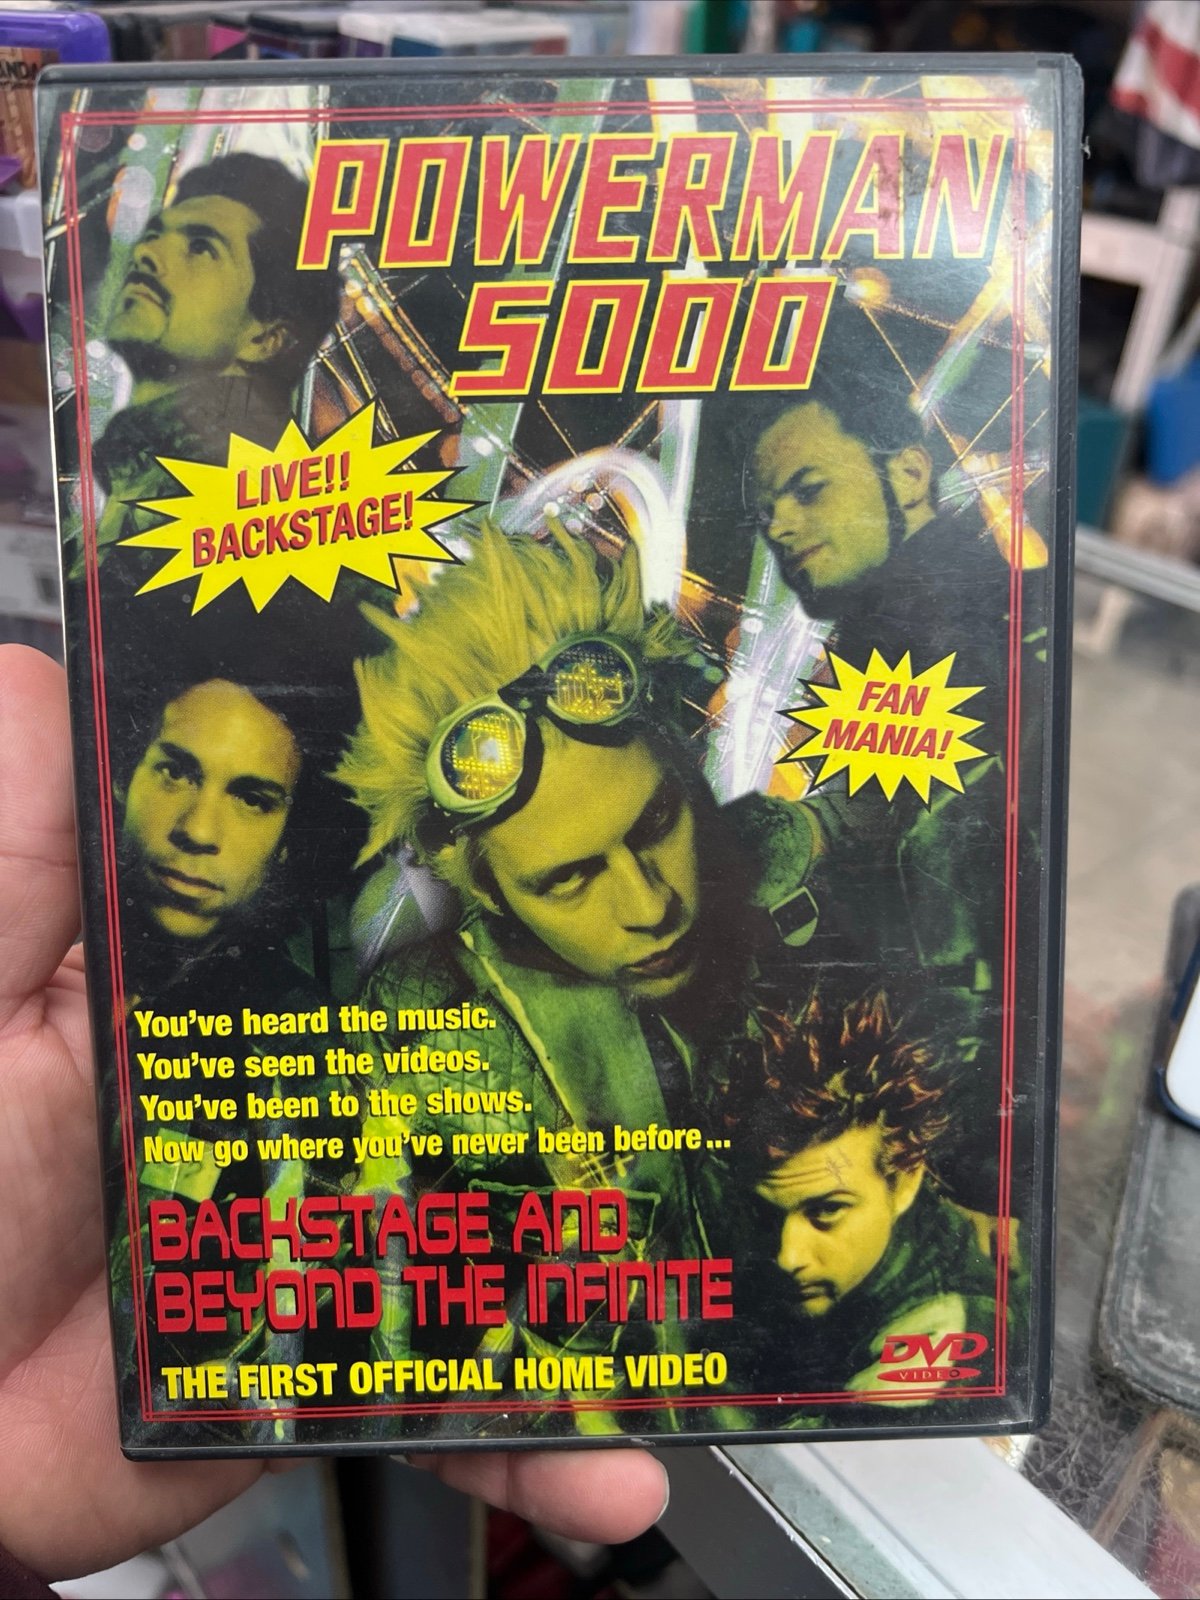 POWERMAN
5000
LIVE!!
BACKSTAGE!
FAN
MANIA!
You've heard the music.
You've seen the videos.
You've been to the shows.
Now go where you've never been before...
BACKSTAGE AND
BEYOND THE INFINITE
THE FIRST OFFICIAL HOME VIDEO
DVD
VIDEO